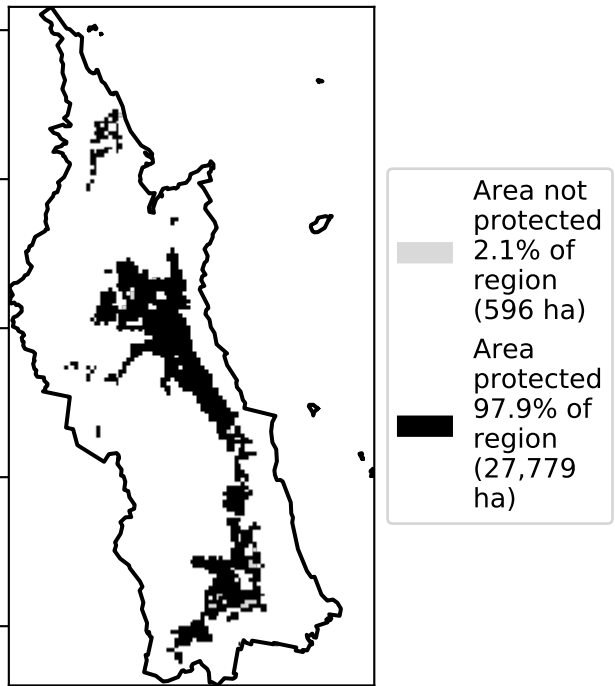 Area not
protected
2.1% of
region
(596 ha)
Area
protected
97.9% of
region
(27,779
ha)